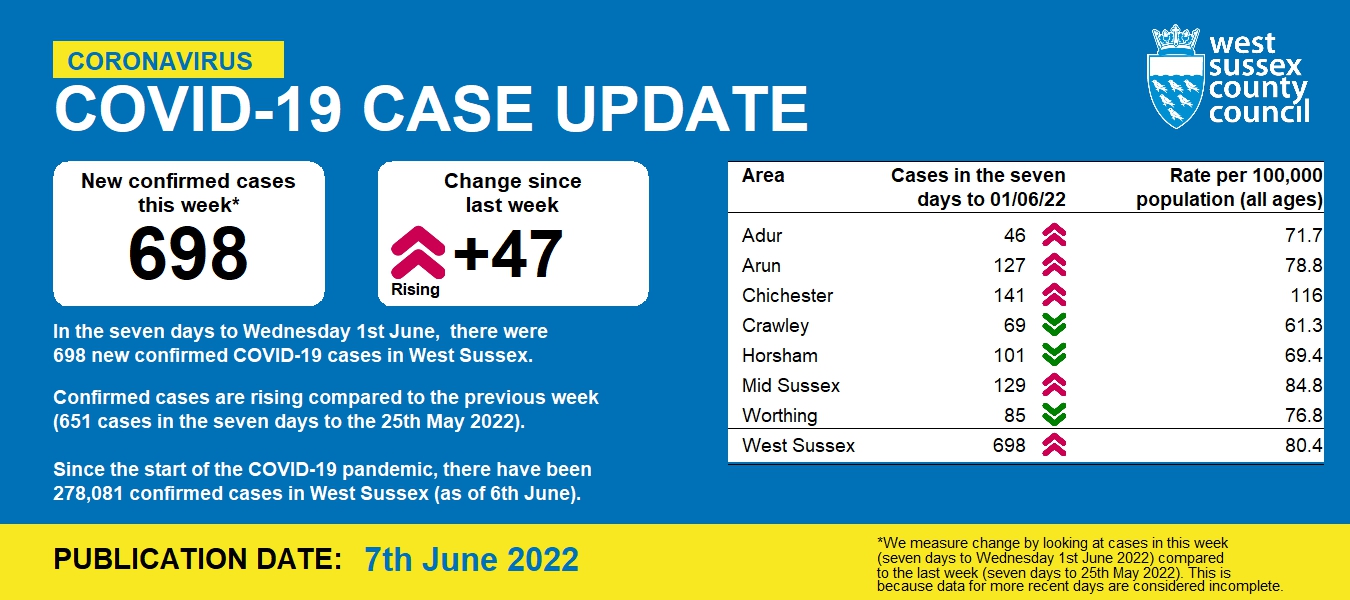 CORONAVIRUS
COVID-19 CASE UPDATE
west
sussex
county
council
New confirmed cases
this week*
698
Change since
last week
+47
Rising
In the seven days to Wednesday 1st June,  there were
698 new confirmed COVID-19 cases in West Sussex.
Confirmed cases are rising compared to the previous week
(651 cases in the seven days to the 25th May 2022).
Since the start of the COVID-19 pandemic, there have been
278,081 confirmed cases in West Sussex (as of 6th June).
Area Cases in the seven Rate per 100,000
days to 01/06/22 population (all ages)
Adur 46 71.7
Arun 127 78.8
Chichester 141 116
Crawley 69 61.3
Horsham 101 69.4
Mid Sussex 129 84.8
Worthing 85 76.8
West Sussex 698 80.4
PUBLICATION DATE: 7th June 2022
*We measure change by looking at cases in this week
(seven days to Wednesday 1st June 2022) compared
to the last week (seven days to 25th May 2022). This is
because data for more recent days are considered incomplete.